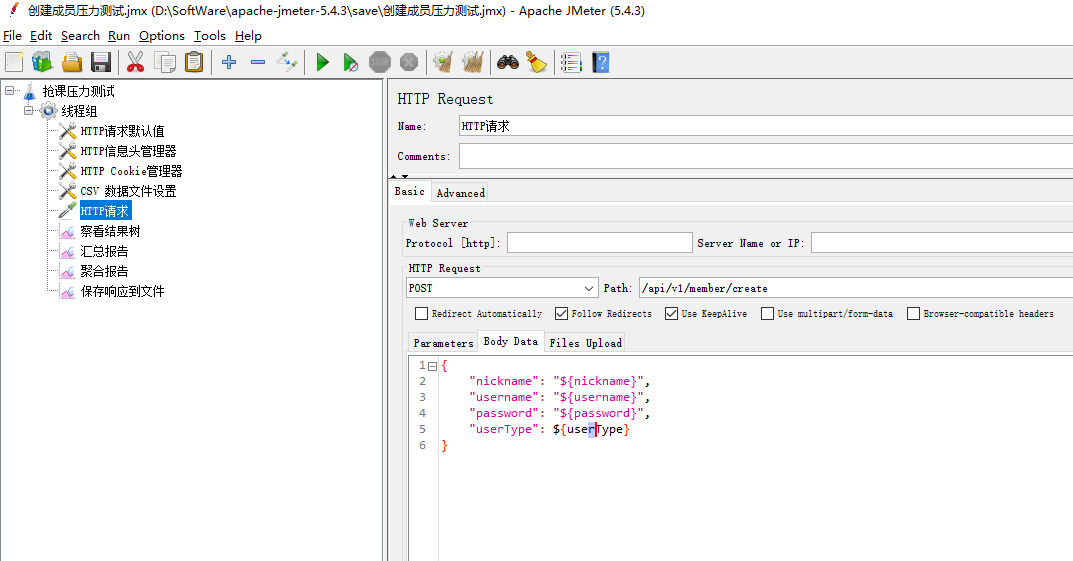 创建成员压力测试.jmx (D:\SoftWare\apache-jmeter-5.4.3\save\创建成员压力测试.jmx) - Apache JMeter (5.4.3)
File Edit Search Run Options Tools Help
STOP
抢课压力测试
线程组
HTTP请求默认值
HTTP信息头管理器
HTTP Cookie管理器
CSV 数据文件设置
HTTP请求
察看结果树
汇总报告
聚合报告
保存响应到文件
HTTP Request
Name: HTTP请求
Comments:
Basic Advanced
Web Server
Protocol [http]: Server Name or IP:
HTTP Request
POST Path: /api/v1/member/create
Redirect Automatically Follow Redirects Use KeepAlive Use multipart/form-data Browser-compatible headers
Parameters Body Data Files Upload
1 {
2 "nickname": "${nickname}",
3 "username": "${username}",
4 "password": "${password}",
5 "userType": ${userType}
6 }